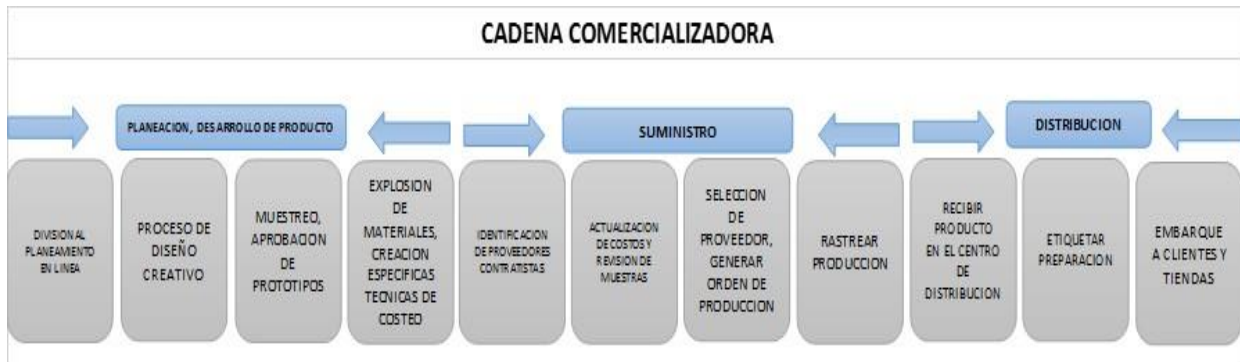 CADENA COMERCIALIZADORA
PLANEACION, DESARROLLO DE PRODUCTO
SUMINISTRO
DISTRIBUCION
DIVISIONAL
PLANEAMIENTO
EN LINEA
PROCESO DE
DISEÑO
CREATIVO
MUESTREO,
APROBACION
DE
PROTOTIPOS
EXPLOSION
DE
MATERIALES,
CREACION
ESPECIFICAS
TECNICAS DE
COSTEO
IDENTIFICACION
DE PROVEEDORES
CONTRATISTAS
ACTUALIZACION
DE COSTOS Y
REVISION DE
MUESTRAS
SELECCION
DE
PROVEEDOR,
GENERAR
ORDEN DE
PRODUCCION
RASTREAR
PRODUCCION
RECIBIR
PRODUCTO
EN EL CENTRO
DE
DISTRIBUCION
ETIQUETAR
PREPARACION
EMBARQUE
A CLIENTES Y
TIENDAS